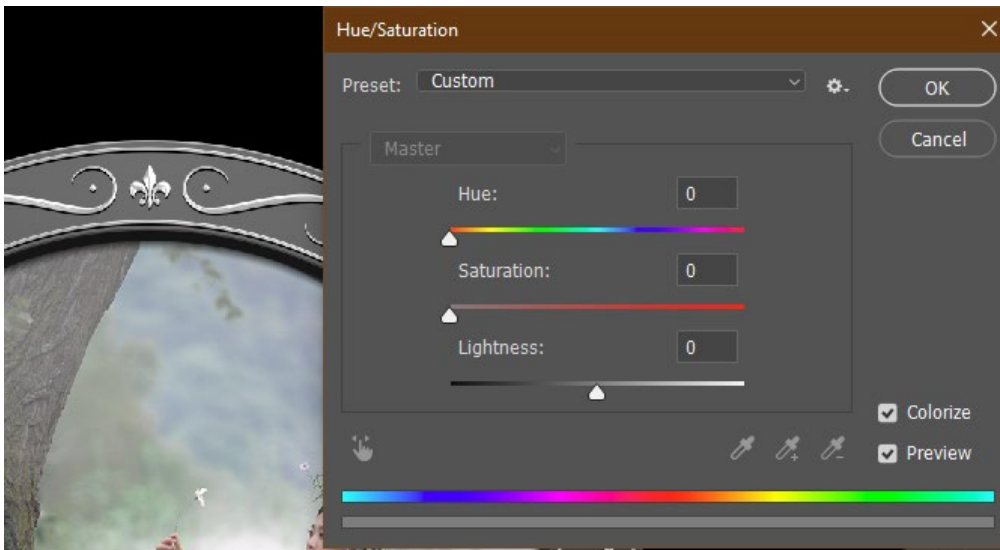 Hue/Saturation
Preset: Custom
OK
Cancel
Master
Hue: 0
Saturation: 0
Lightness: 0
Colorize
Preview